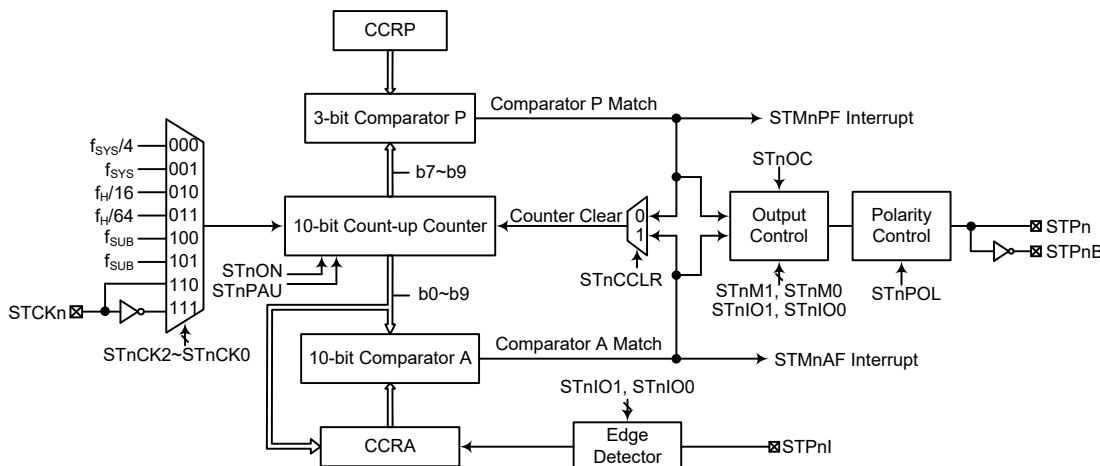 CCRP
3-bit Comparator P
Comparator P Match
STMnPF Interrupt
b7~b9
fSYS/4
000
fSYS
001
fH/16
010
fH/64
011
fSUB
100
fSUB
101
110
111
STCKn
STnCK2~STnCK0
10-bit Count-up Counter
STnON
STnPAU
Counter Clear
0
1
STnCCLR
STnOC
Output
Control
STnM1, STnM0
STnIO1, STnIO0
Polarity
Control
STnPOL
STPn
STPnB
b0~b9
10-bit Comparator A
Comparator A Match
STMnAF Interrupt
STnIO1, STnIO0
CCRA
Edge
Detector
STPnI